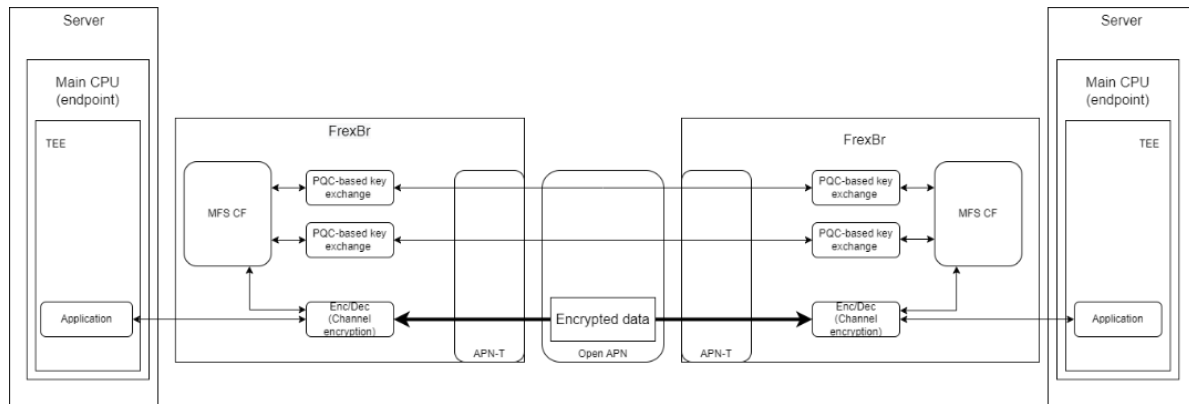 Server
Main CPU
(endpoint)
TEE
Application
FrexBr
MFS CF
PQC-based key
exchange
PQC-based key
exchange
Enc/Dec
(Channel
encryption)
APN-T
Encrypted data
Open APN
FrexBr
PQC-based key
exchange
PQC-based key
exchange
Enc/Dec
(Channel
encryption)
MFS CF
APN-T
Server
Main CPU
(endpoint)
TEE
Application